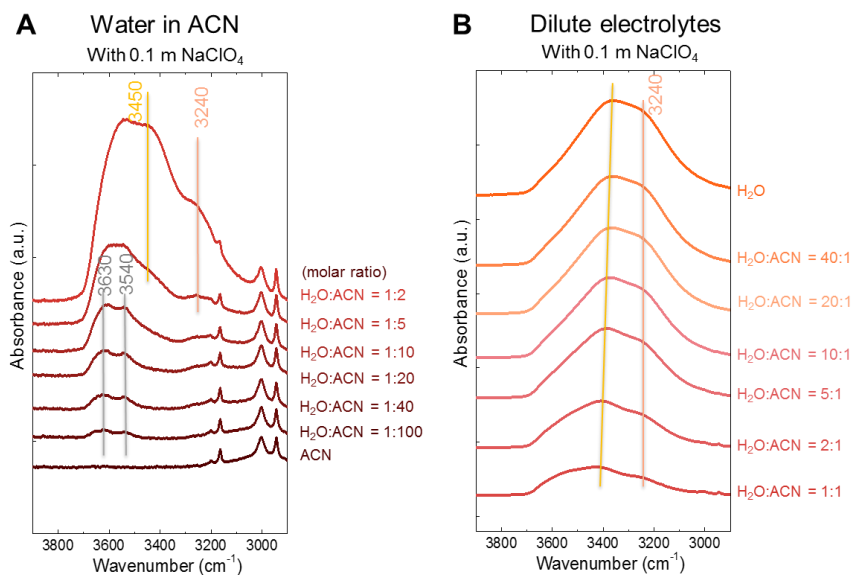 A
Water in ACN
With 0.1 m NaClO₄
3450
3240
3630
3540
(molar ratio)
H₂O:ACN = 1:2
H₂O:ACN = 1:5
H₂O:ACN = 1:10
H₂O:ACN = 1:20
H₂O:ACN = 1:40
H₂O:ACN = 1:100
ACN
Absorbance (a.u.)
3800 3600 3400 3200 3000
Wavenumber (cm⁻¹)
B
Dilute electrolytes
With 0.1 m NaClO₄
3240
H₂O
H₂O:ACN = 40:1
H₂O:ACN = 20:1
H₂O:ACN = 10:1
H₂O:ACN = 5:1
H₂O:ACN = 2:1
H₂O:ACN = 1:1
Absorbance (a.u.)
3800 3600 3400 3200 3000
Wavenumber (cm⁻¹)